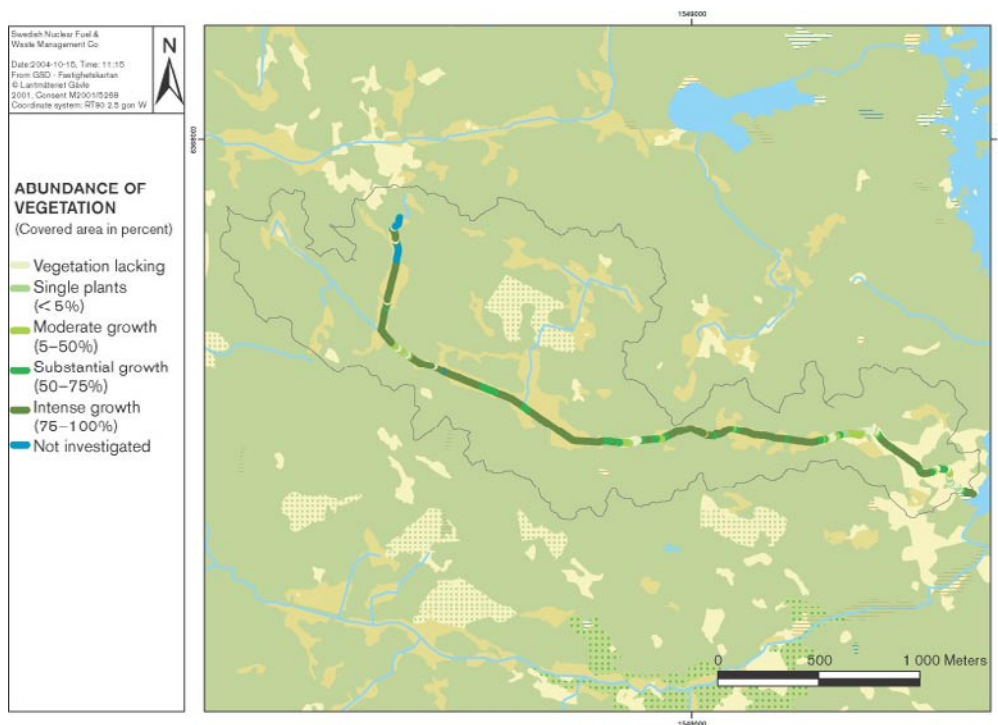 Swedish Nuclear Fuel &
Waste Management Co
N
Date:2004-10-15, Time: 11:15
From GSD - Fastighetskartan
© Lantmäteriet Gävle
2001, Consent M2001/5268
Coordinate system: RT90 2.5 gon W
ABUNDANCE OF
VEGETATION
(Covered area in percent)
Vegetation lacking
Single plants
(< 5%)
Moderate growth
(5–50%)
Substantial growth
(50–75%)
Intense growth
(75–100%)
Not investigated
1549000
6368000
0 500 1 000 Meters
1549000